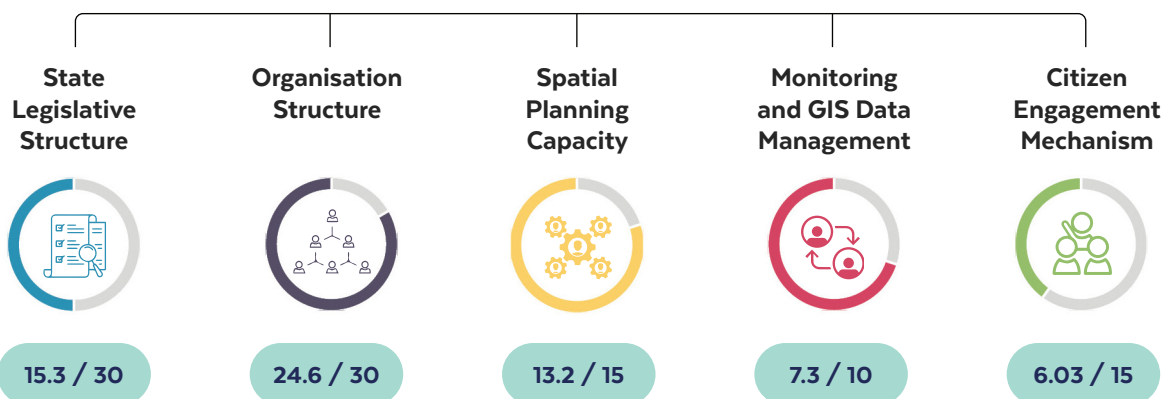 State
Legislative
Structure
Organisation
Structure
Spatial
Planning
Capacity
Monitoring
and GIS Data
Management
Citizen
Engagement
Mechanism
15.3 / 30
24.6 / 30
13.2 / 15
7.3 / 10
6.03 / 15